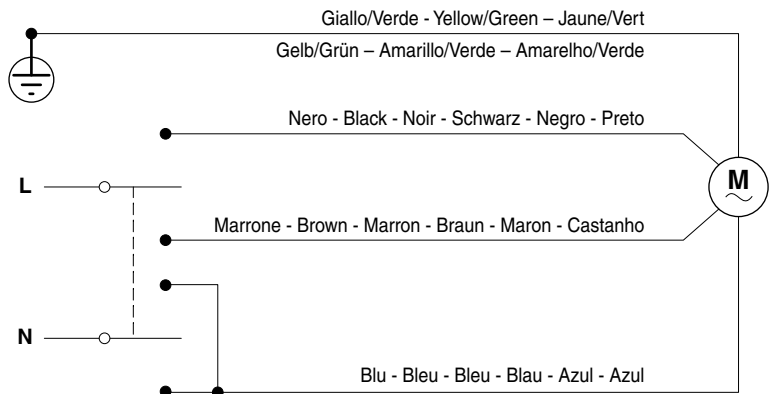 Giallo/Verde - Yellow/Green – Jaune/Vert
Gelb/Grün – Amarillo/Verde – Amarelho/Verde
Nero - Black - Noir - Schwarz - Negro - Preto
L
M
Marrone - Brown - Marron - Braun - Maron - Castanho
N
Blu - Bleu - Bleu - Blau - Azul - Azul